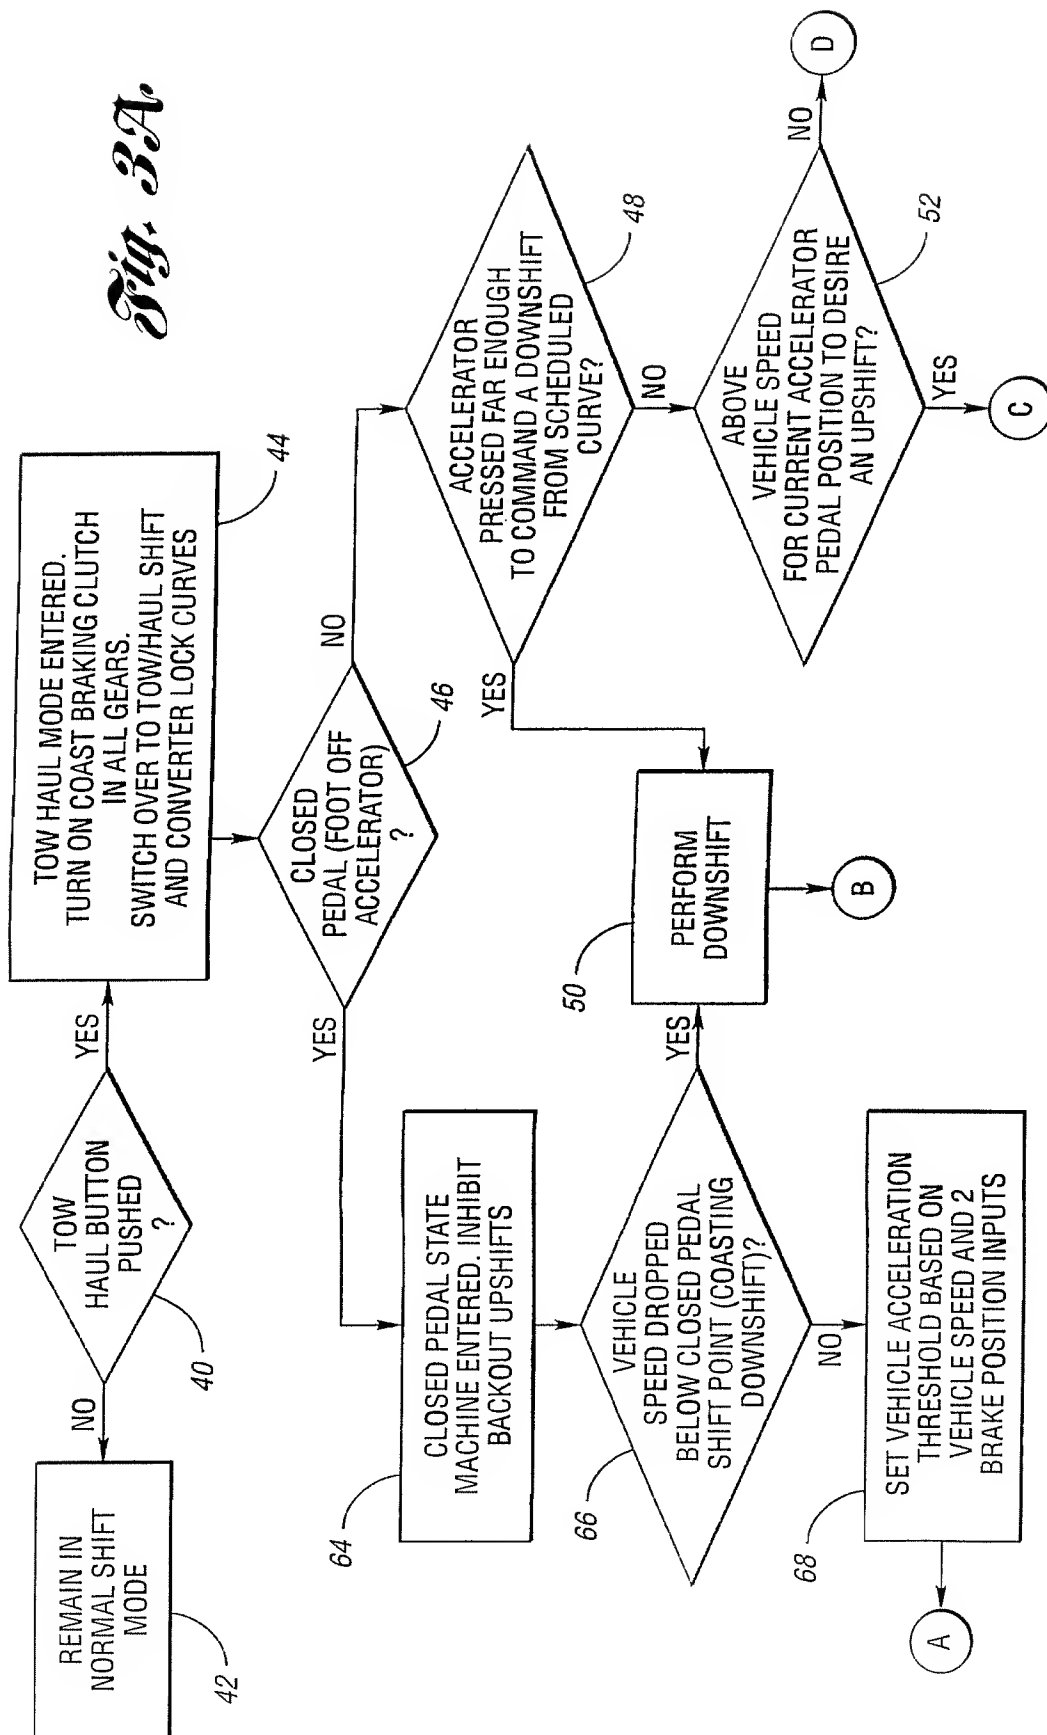 Fig. 3A.
TOW
HAUL BUTTON
PUSHED
?
40
NO
REMAIN IN
NORMAL SHIFT
MODE
42
YES
TOW HAUL MODE ENTERED.
TURN ON COAST BRAKING CLUTCH
IN ALL GEARS.
SWITCH OVER TO TOW/HAUL SHIFT
AND CONVERTER LOCK CURVES
44
CLOSED
PEDAL (FOOT OFF
ACCELERATOR)
?
46
YES
NO
CLOSED PEDAL STATE
MACHINE ENTERED. INHIBIT
BACKOUT UPSHIFTS
64
ACCELERATOR
PRESSED FAR ENOUGH
TO COMMAND A DOWNSHIFT
FROM SCHEDULED
CURVE?
48
YES
NO
VEHICLE
SPEED DROPPED
BELOW CLOSED PEDAL
SHIFT POINT (COASTING
DOWNSHIFT)?
66
YES
NO
PERFORM
DOWNSHIFT
50
B
ABOVE
VEHICLE SPEED
FOR CURRENT ACCELERATOR
PEDAL POSITION TO DESIRE
AN UPSHIFT?
52
NO
D
YES
C
SET VEHICLE ACCELERATION
THRESHOLD BASED ON
VEHICLE SPEED AND 2
BRAKE POSITION INPUTS
68
A